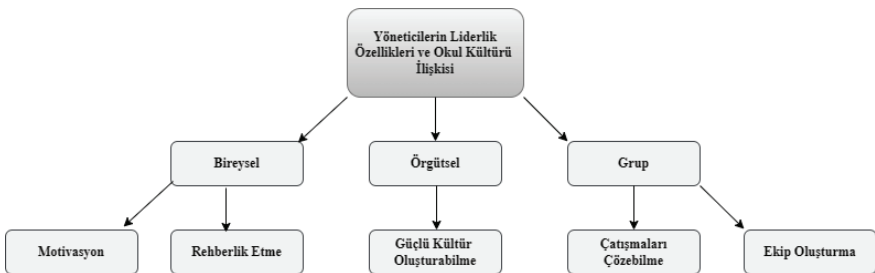 Yöneticilerin Liderlik
Özellikleri ve Okul Kültürü
İlişkisi
Bireysel
Örgütsel
Grup
Motivasyon
Rehberlik Etme
Güçlü Kültür
Oluşturabilme
Çatışmaları
Çözebilme
Ekip Oluşturma